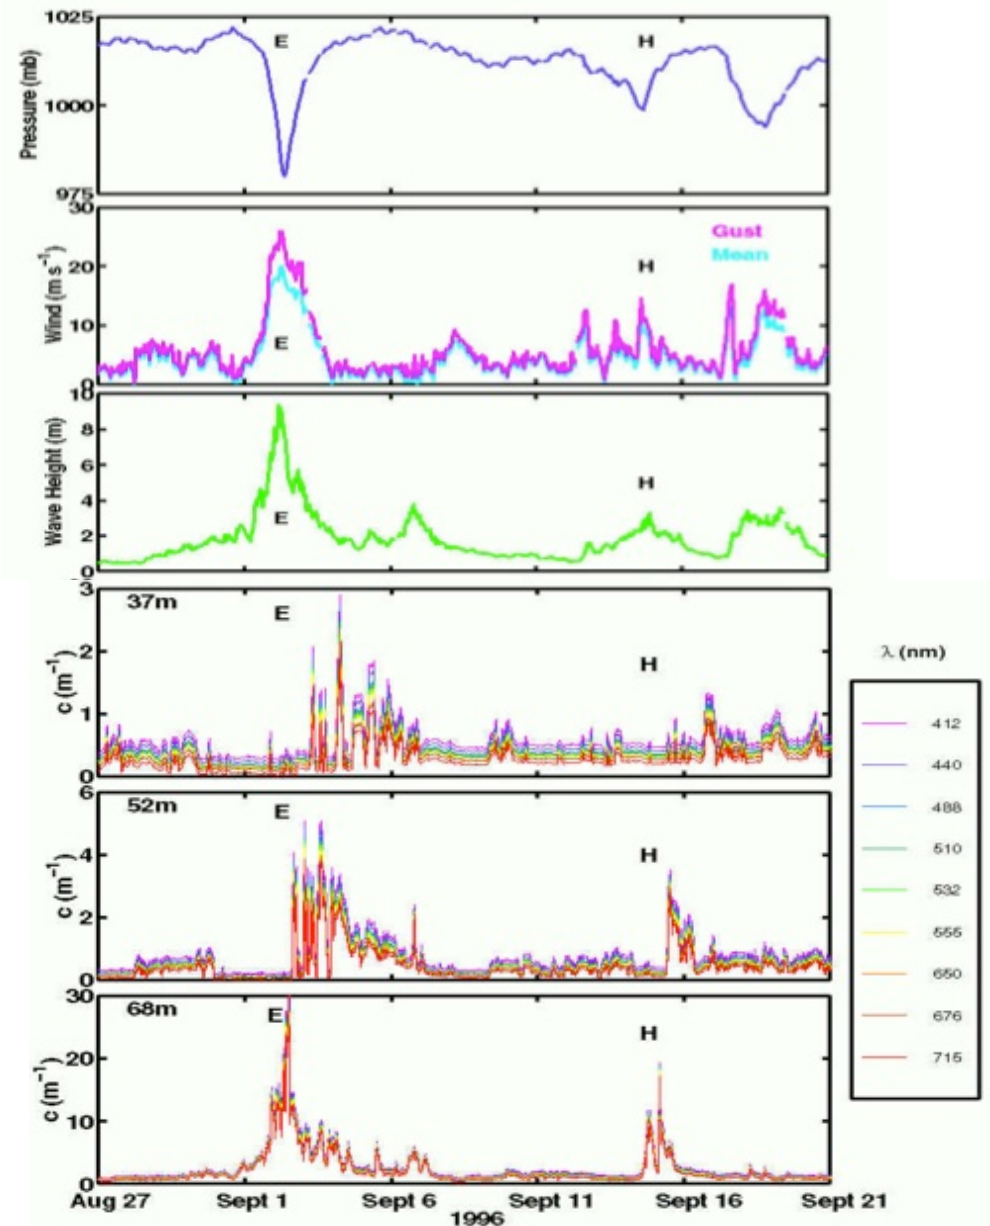 1025
1000
975
Pressure (mb)
E
H
30
20
10
0
Wind (m s⁻¹)
Gust
Mean
H
E
10
8
6
4
2
0
Wave Height (m)
H
E
3
2
1
0
c (m⁻¹)
37m
E
H
6
4
2
0
c (m⁻¹)
52m
E
H
30
20
10
0
c (m⁻¹)
68m
E
H
Aug 27 Sept 1 Sept 6 Sept 11 Sept 16 Sept 21
1996
λ (nm)
412
440
488
510
532
555
650
676
715